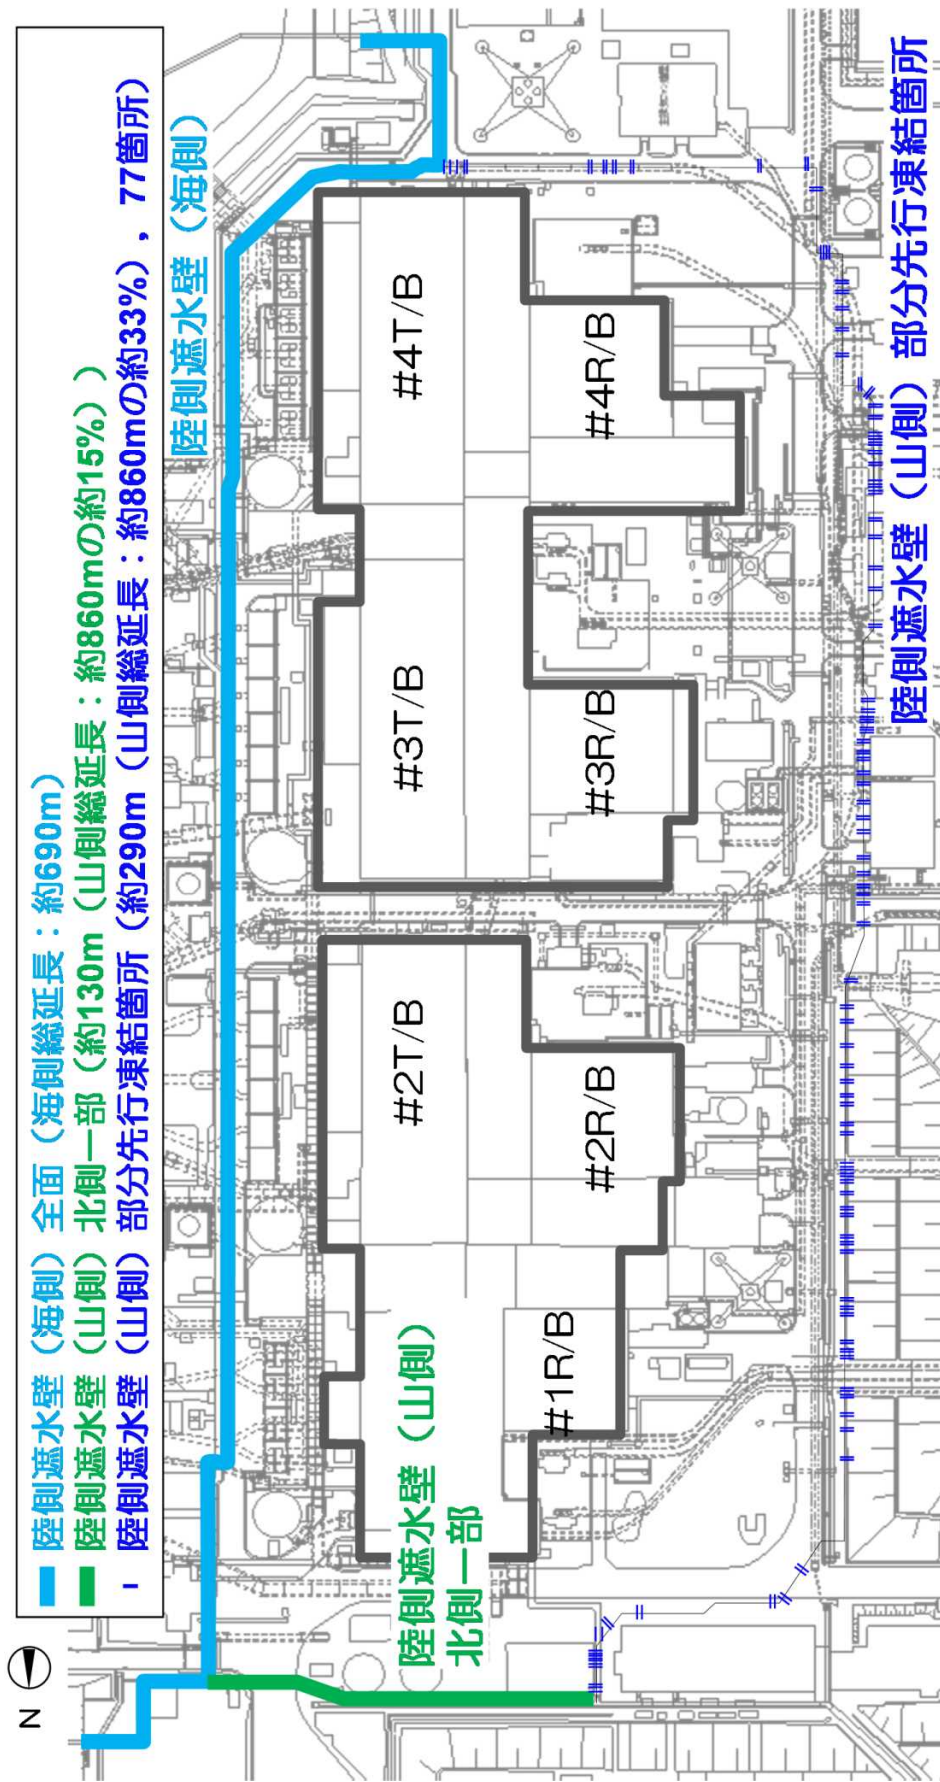 N
陸側遮水壁（海側）全面（海側総延長：約690m）
陸側遮水壁（山側）北側一部（約130m（山側総延長：約860mの約15%））
陸側遮水壁（山側）部分先行凍結箇所（約290m（山側総延長：約860mの約33%），77箇所）
陸側遮水壁（海側）
#2T/B
#3T/B
#4T/B
陸側遮水壁（山側）
北側一部
#1R/B
#2R/B
#3R/B
#4R/B
陸側遮水壁（山側）部分先行凍結箇所